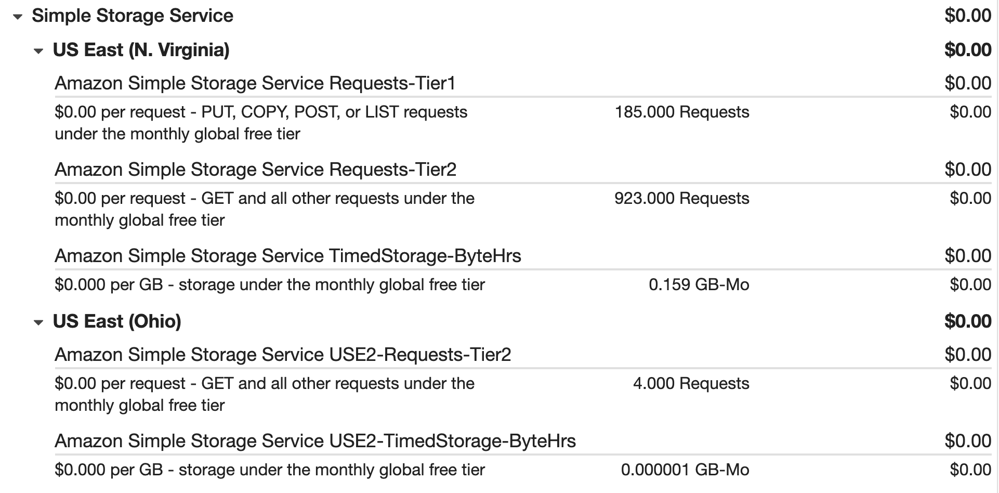 Simple Storage Service $0.00
US East (N. Virginia) $0.00
Amazon Simple Storage Service Requests-Tier1 $0.00
$0.00 per request - PUT, COPY, POST, or LIST requests 185.000 Requests $0.00
under the monthly global free tier
Amazon Simple Storage Service Requests-Tier2 $0.00
$0.00 per request - GET and all other requests under the 923.000 Requests $0.00
monthly global free tier
Amazon Simple Storage Service TimedStorage-ByteHrs $0.00
$0.000 per GB - storage under the monthly global free tier 0.159 GB-Mo $0.00
US East (Ohio) $0.00
Amazon Simple Storage Service USE2-Requests-Tier2 $0.00
$0.00 per request - GET and all other requests under the 4.000 Requests $0.00
monthly global free tier
Amazon Simple Storage Service USE2-TimedStorage-ByteHrs $0.00
$0.000 per GB - storage under the monthly global free tier 0.000001 GB-Mo $0.00